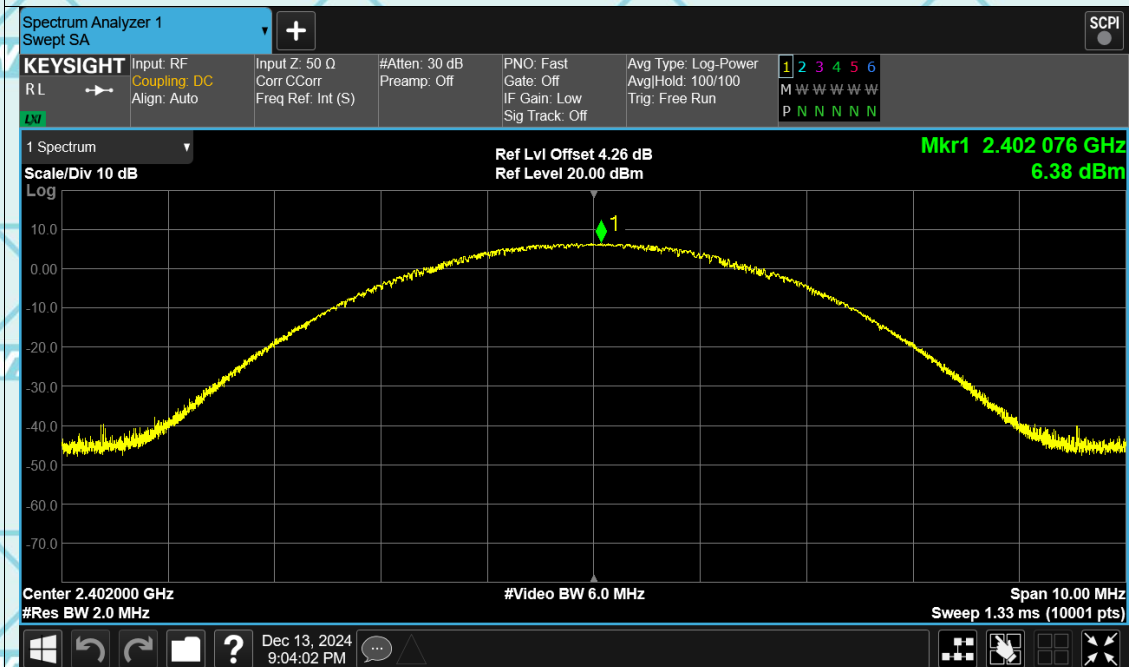 Spectrum Analyzer 1
Swept SA
+
SCPI
KEYSIGHT
RL
LXI
Input: RF
Coupling: DC
Align: Auto
Input Z: 50 Ω
Corr CCorr
Freq Ref: Int (S)
#Atten: 30 dB
Preamp: Off
PNO: Fast
Gate: Off
IF Gain: Low
Sig Track: Off
Avg Type: Log-Power
Avg|Hold: 100/100
Trig: Free Run
1 2 3 4 5 6
M W W W W W
P N N N N N
1 Spectrum
Scale/Div 10 dB
Log
Ref Lvl Offset 4.26 dB
Ref Level 20.00 dBm
Mkr1 2.402 076 GHz
6.38 dBm
1
10.0
0.00
-10.0
-20.0
-30.0
-40.0
-50.0
-60.0
-70.0
Center 2.402000 GHz
#Res BW 2.0 MHz
#Video BW 6.0 MHz
Span 10.00 MHz
Sweep 1.33 ms (10001 pts)
?
Dec 13, 2024
9:04:02 PM